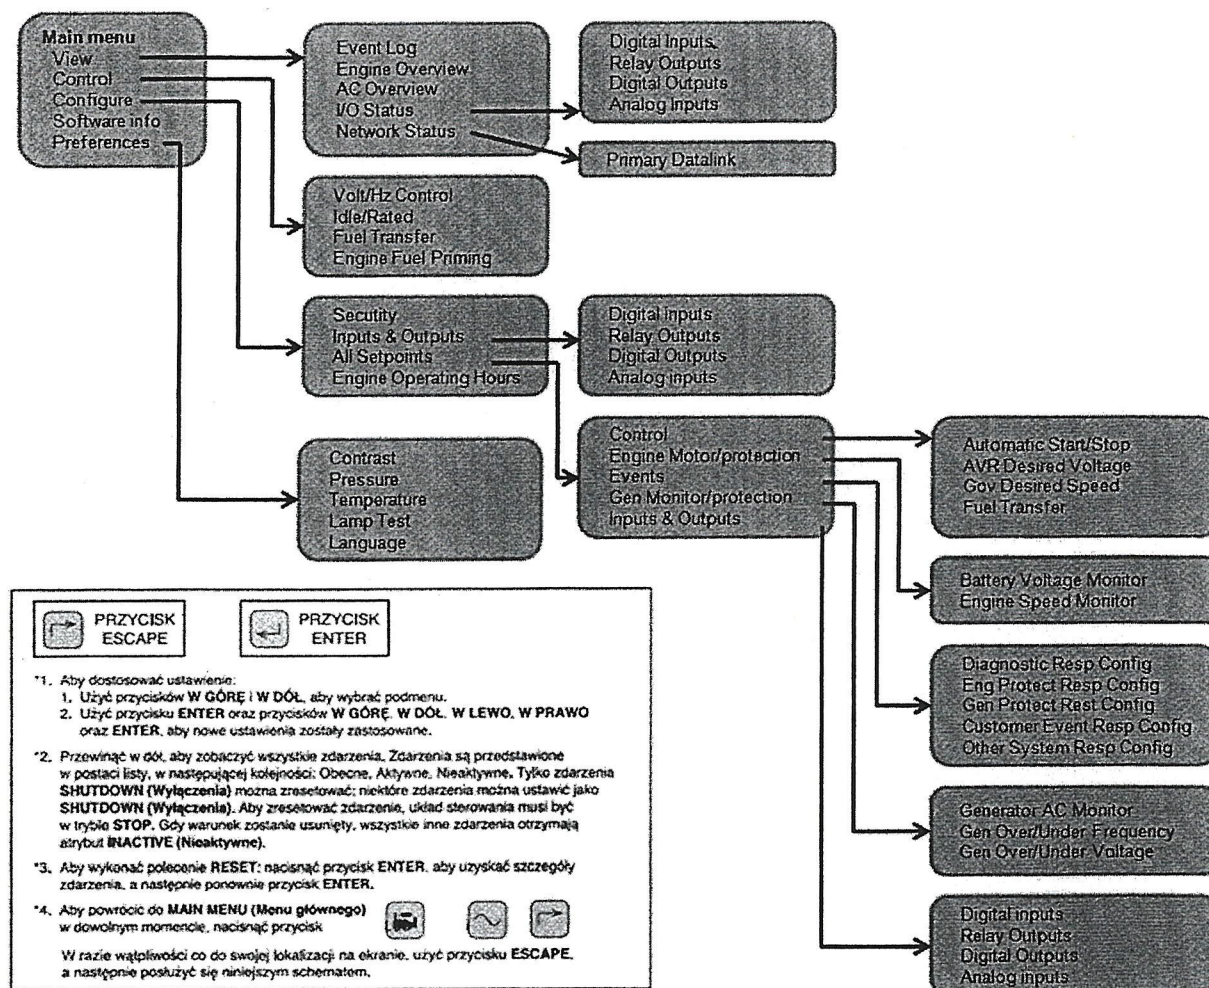 Main menu
View
Control
Configure
Software info
Preferences
Event Log
Engine Overview
AC Overview
I/O Status
Network Status
Digital Inputs
Relay Outputs
Digital Outputs
Analog Inputs
Primary Datalink
Volt/Hz Control
Idle/Rated
Fuel Transfer
Engine Fuel Priming
Secutity
Inputs & Outputs
All Setpoints
Engine Operating Hours
Digital Inputs
Relay Outputs
Digital Outputs
Analog inputs
Contrast
Pressure
Temperature
Lamp Test
Language
Control
Engine Motor/protection
Events
Gen Monitor/protection
Inputs & Outputs
Automatic Start/Stop
AVR Desired Voltage
Gov Desired Speed
Fuel Transfer
Battery Voltage Monitor
Engine Speed Monitor
Diagnostic Resp Config
Eng Protect Resp Config
Gen Protect Rest Config
Customer Event Resp Config
Other System Resp Config
Generator AC Monitor
Gen Over/Under Frequency
Gen Over/Under Voltage
Digital inputs
Relay Outputs
Digital Outputs
Analog inputs
PRZYCISK
ESCAPE
PRZYCISK
ENTER
*1. Aby dostosować ustawienie:
1. Użyć przycisków W GÓRĘ i W DÓŁ, aby wybrać podmenu.
2. Użyć przycisku ENTER oraz przycisków W GÓRĘ, W DÓŁ, W LEWO, W PRAWO
oraz ENTER, aby nowe ustawienia zostały zastosowane.
*2. Przewinąć w dół, aby zobaczyć wszystkie zdarzenia. Zdarzenia są przedstawione
w postaci listy, w następującej kolejności: Obecne, Aktywne, Nieaktywne. Tylko zdarzenia
SHUTDOWN (Wyłączenia) można zresetować; niektóre zdarzenia można ustawić jako
SHUTDOWN (Wyłączenia). Aby zresetować zdarzenie, układ sterowania musi być
w trybie STOP. Gdy warunek zostanie usunięty, wszystkie inne zdarzenia otrzymają
atrybut INACTIVE (Nieaktywne).
*3. Aby wykonać polecenie RESET: nacisnąć przycisk ENTER, aby uzyskać szczegóły
zdarzenia, a następnie ponownie przycisk ENTER.
*4. Aby powrócić do MAIN MENU (Menu głównego)
w dowolnym momencie, nacisnąć przycisk
W razie wątpliwości co do swojej lokalizacji na ekranie, użyć przycisku ESCAPE,
a następnie posłużyć się niniejszym schematem.